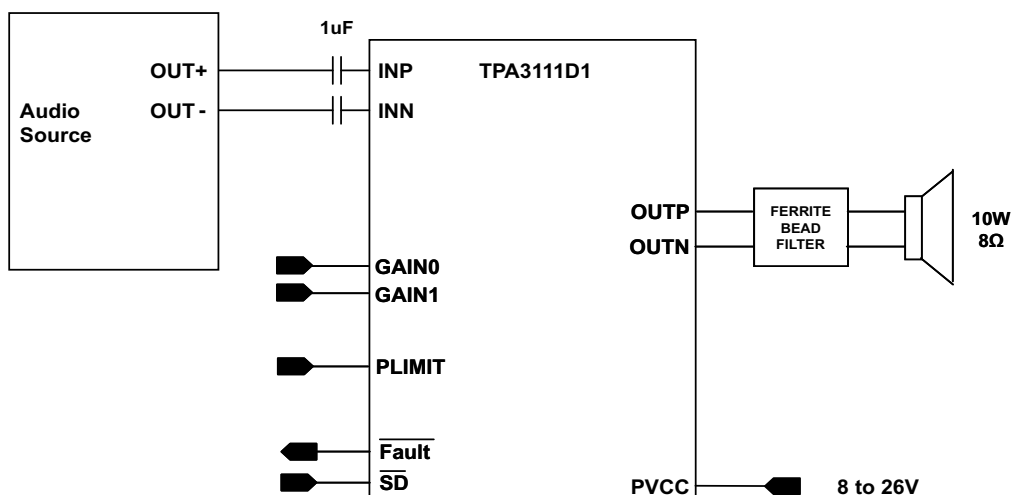 1uF
OUT+
INP
TPA3111D1
Audio
Source
OUT -
INN
OUTP
OUTN
FERRITE
BEAD
FILTER
10W
8Ω
GAIN0
GAIN1
PLIMIT
Fault
SD
PVCC
8 to 26V